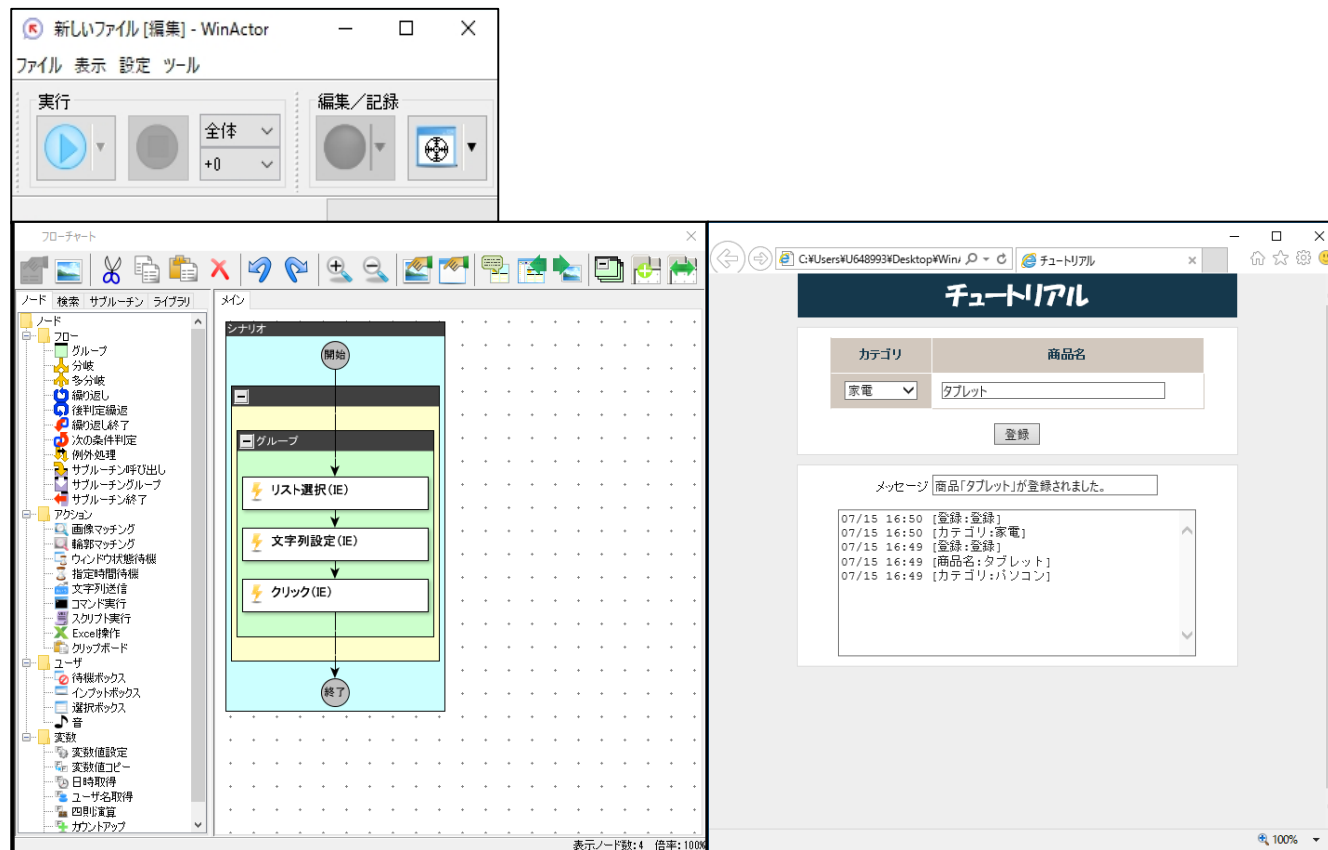 新しいファイル [編集] - WinActor
ファイル 表示 設定 ツール
実行
編集／記録
全体
+0
フローチャート
ノード 検索 サブルーチン ライブラリ
ノード
フロー
グループ
分岐
多分岐
繰り返し
後判定繰返
繰り返し終了
次の条件判定
例外処理
サブルーチン呼び出し
サブルーチングループ
サブルーチン終了
アクション
画像マッチング
輪郭マッチング
ウィンドウ状態待機
指定時間待機
文字列送信
コマンド実行
スクリプト実行
Excel操作
クリップボード
ユーザ
待機ボックス
インプットボックス
選択ボックス
音
変数
変数値設定
変数値コピー
日時取得
ユーザ名取得
四則演算
カウントアップ
メイン
シナリオ
開始
グループ
リスト選択(IE)
文字列設定(IE)
クリック(IE)
終了
表示ノード数:4 倍率:100%
C:¥Users¥U648993¥Desktop¥Win
チュートリアル
チュートリアル
カテゴリ 商品名
家電 タブレット
登録
メッセージ 商品「タブレット」が登録されました。
07/15 16:50 [登録:登録]
07/15 16:50 [カテゴリ:家電]
07/15 16:49 [登録:登録]
07/15 16:49 [商品名:タブレット]
07/15 16:49 [カテゴリ:パソコン]
100%